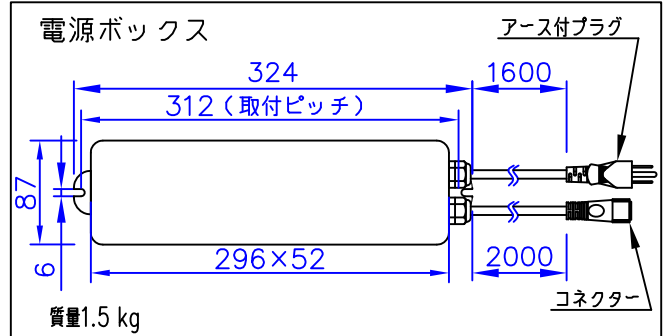 電源ボックス
アース付プラグ
324
1600
312(取付ピッチ)
87
6
296×52
2000
コネクター
質量1.5 kg